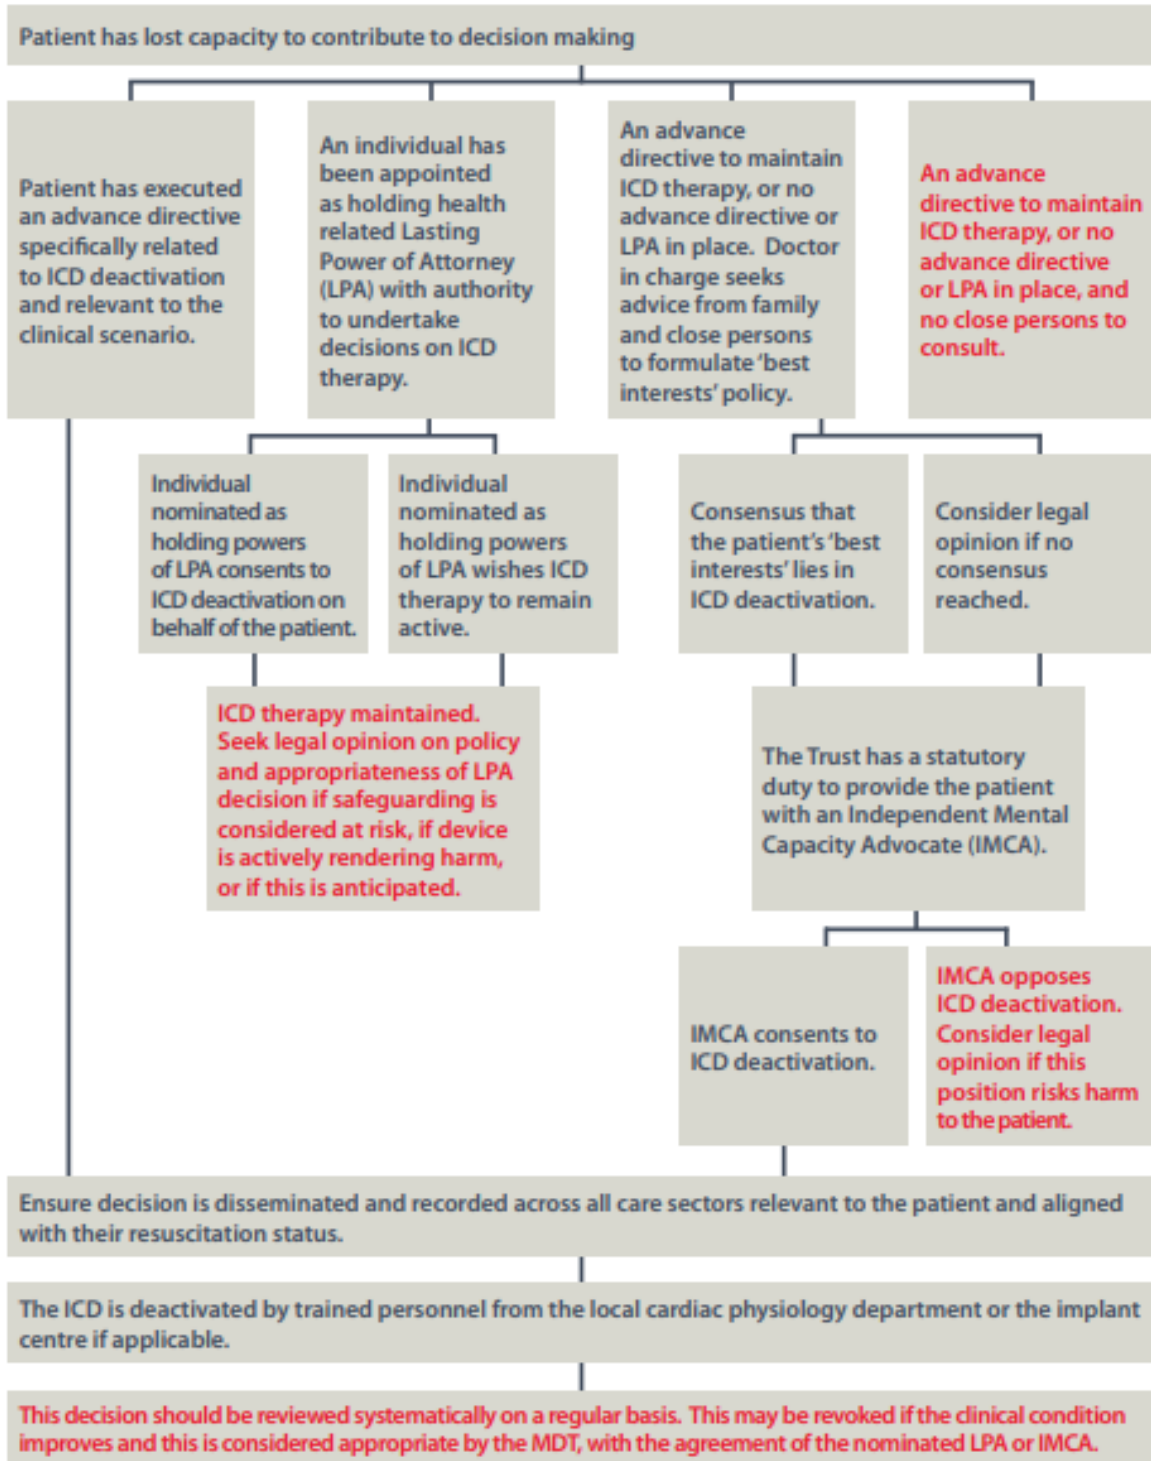 Patient has lost capacity to contribute to decision making
Patient has executed
an advance directive
specifically related
to ICD deactivation
and relevant to the
clinical scenario.
An individual has
been appointed
as holding health
related Lasting
Power of Attorney
(LPA) with authority
to undertake
decisions on ICD
therapy.
An advance
directive to maintain
ICD therapy, or no
advance directive or
LPA in place. Doctor
in charge seeks
advice from family
and close persons
to formulate ‘best
interests’ policy.
An advance
directive to maintain
ICD therapy, or no
advance directive
or LPA in place, and
no close persons to
consult.
Individual
nominated as
holding powers
of LPA consents to
ICD deactivation on
behalf of the patient.
Individual
nominated as
holding powers
of LPA wishes ICD
therapy to remain
active.
Consensus that
the patient’s ‘best
interests’ lies in
ICD deactivation.
Consider legal
opinion if no
consensus
reached.
ICD therapy maintained.
Seek legal opinion on policy
and appropriateness of LPA
decision if safeguarding is
considered at risk, if device
is actively rendering harm,
or if this is anticipated.
The Trust has a statutory
duty to provide the patient
with an Independent Mental
Capacity Advocate (IMCA).
IMCA consents to
ICD deactivation.
IMCA opposes
ICD deactivation.
Consider legal
opinion if this
position risks harm
to the patient.
Ensure decision is disseminated and recorded across all care sectors relevant to the patient and aligned
with their resuscitation status.
The ICD is deactivated by trained personnel from the local cardiac physiology department or the implant
centre if applicable.
This decision should be reviewed systematically on a regular basis. This may be revoked if the clinical condition
improves and this is considered appropriate by the MDT, with the agreement of the nominated LPA or IMCA.